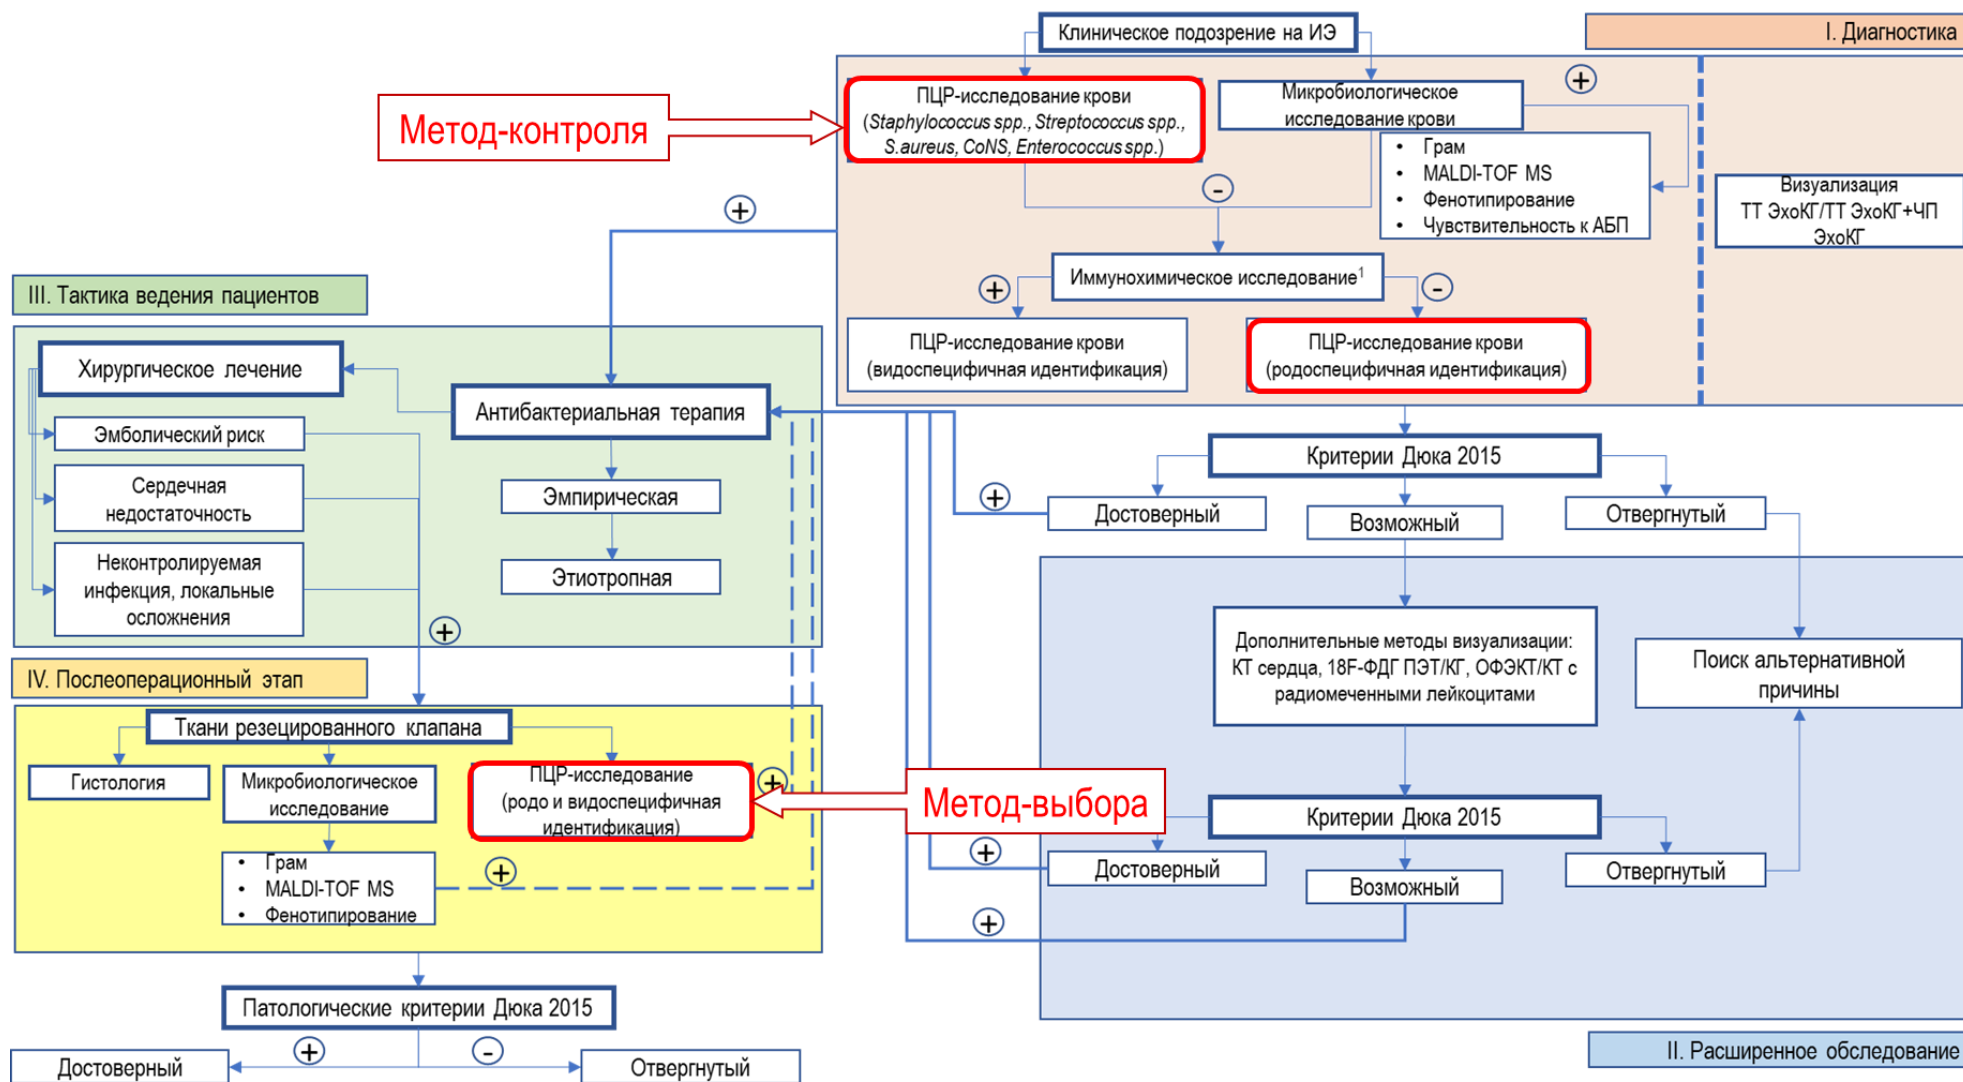 Клиническое подозрение на ИЭ
I. Диагностика
Метод-контроля
ПЦР-исследование крови
(Staphylococcus spp., Streptococcus spp.,
S.aureus, CoNS, Enterococcus spp.)
Микробиологическое
исследование крови
+
• Грам
• MALDI-TOF MS
• Фенотипирование
• Чувствительность к АБП
Визуализация
ТТ ЭхоКГ/ТТ ЭхоКГ+ЧП
ЭхоКГ
-
+
Иммунохимическое исследование1
+
-
ПЦР-исследование крови
(видоспецифичная идентификация)
ПЦР-исследование крови
(родоспецифичная идентификация)
III. Тактика ведения пациентов
Хирургическое лечение
Антибактериальная терапия
Эмболический риск
Сердечная
недостаточность
Неконтролируемая
инфекция, локальные
осложнения
Эмпирическая
Этиотропная
+
Критерии Дюка 2015
+
Достоверный
Возможный
Отвергнутый
Дополнительные методы визуализации:
КТ сердца, 18F-ФДГ ПЭТ/КГ, ОФЭКТ/КТ с
радиомеченными лейкоцитами
Поиск альтернативной
причины
IV. Послеоперационный этап
Ткани резецированного клапана
Гистология
Микробиологическое
исследование
ПЦР-исследование
(родо и видоспецифичная
идентификация)
+
Метод-выбора
• Грам
• MALDI-TOF MS
• Фенотипирование
+
Критерии Дюка 2015
+
Достоверный
Возможный
Отвергнутый
+
Патологические критерии Дюка 2015
+
-
Достоверный
Отвергнутый
II. Расширенное обследование